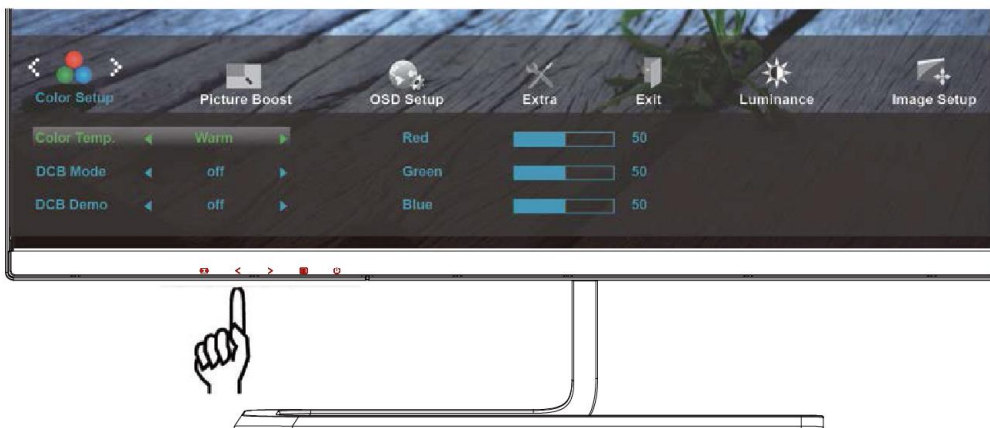 Color Setup Picture Boost OSD Setup Extra Exit Luminance Image Setup
Color Temp. Warm Red 50
DCB Mode off Green 50
DCB Demo off Blue 50